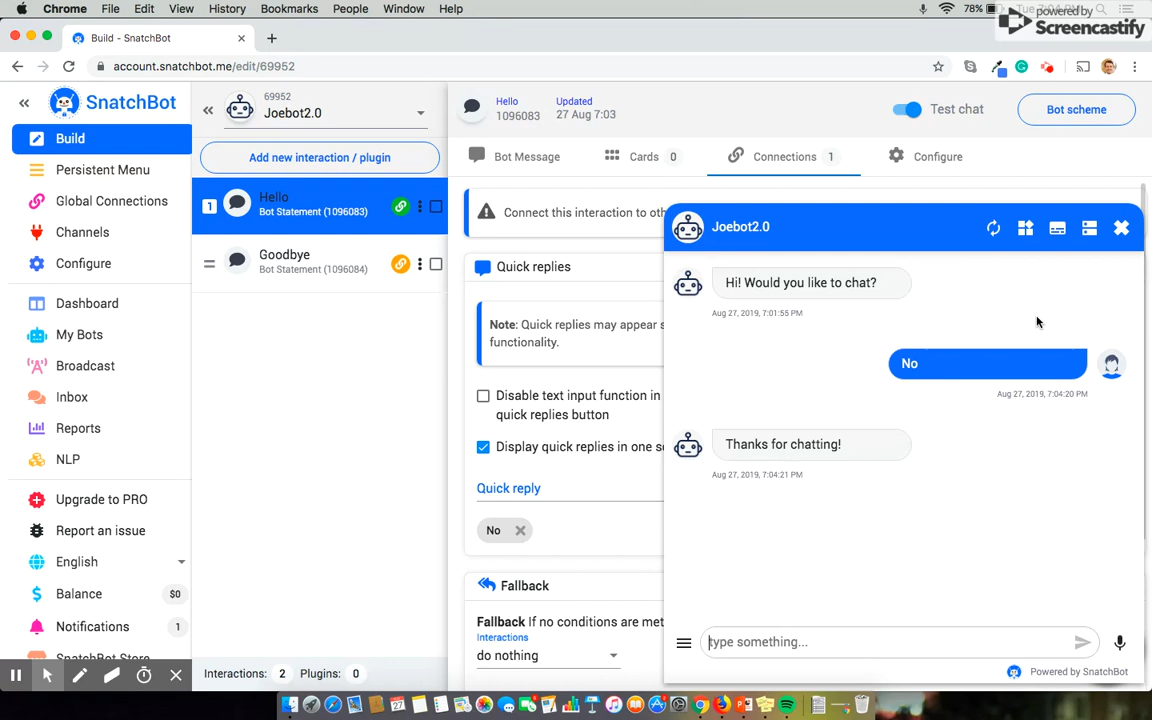 Chrome File Edit View History Bookmarks People Window Help
78% Tue 7:04 PM
powered by
Screencastify
Build - SnatchBot
account.snatchbot.me/edit/69952
SnatchBot
Build
Persistent Menu
Global Connections
Channels
Configure
Dashboard
My Bots
Broadcast
Inbox
Reports
NLP
Upgrade to PRO
Report an issue
English
Balance $0
Notifications 1
SnatchBot Store
69952
Joebot2.0
Add new interaction / plugin
1 Hello
Bot Statement (1096083)
Goodbye
Bot Statement (1096084)
Interactions: 2 Plugins: 0
Hello
1096083
Updated
27 Aug 7:03
Test chat
Bot scheme
Bot Message
Cards 0
Connections 1
Configure
Connect this interaction to oth
Quick replies
Note: Quick replies may appear s
functionality.
Disable text input function in
quick replies button
Display quick replies in one s
Quick reply
No
Fallback
Fallback If no conditions are met
Interactions
do nothing
Joebot2.0
Hi! Would you like to chat?
Aug 27, 2019, 7:01:55 PM
No
Aug 27, 2019, 7:04:20 PM
Thanks for chatting!
Aug 27, 2019, 7:04:21 PM
type something...
Powered by SnatchBot